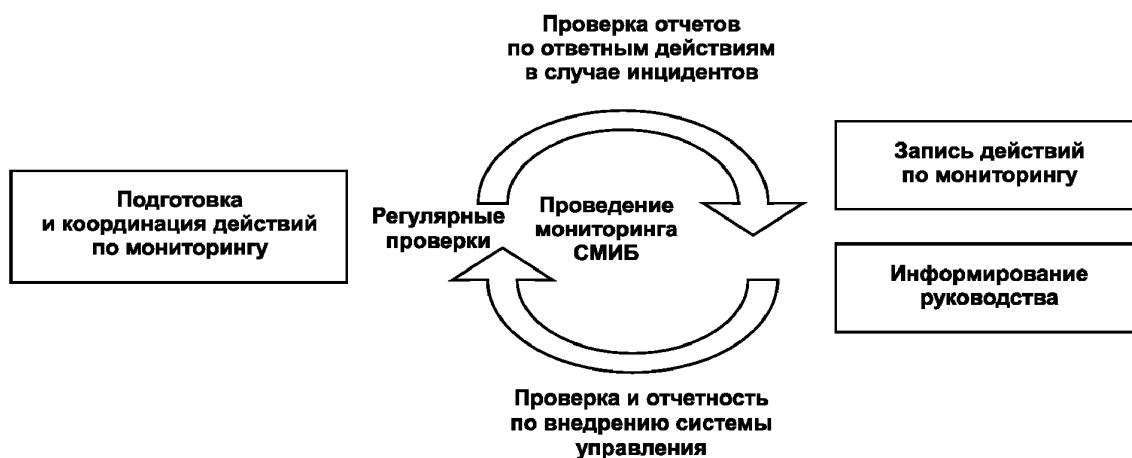 Проверка отчетов
по ответным действиям
в случае инцидентов
Подготовка
и координация действий
по мониторингу
Регулярные
проверки
Проведение
мониторинга
СМИБ
Запись действий
по мониторингу
Информирование
руководства
Проверка и отчетность
по внедрению системы
управления